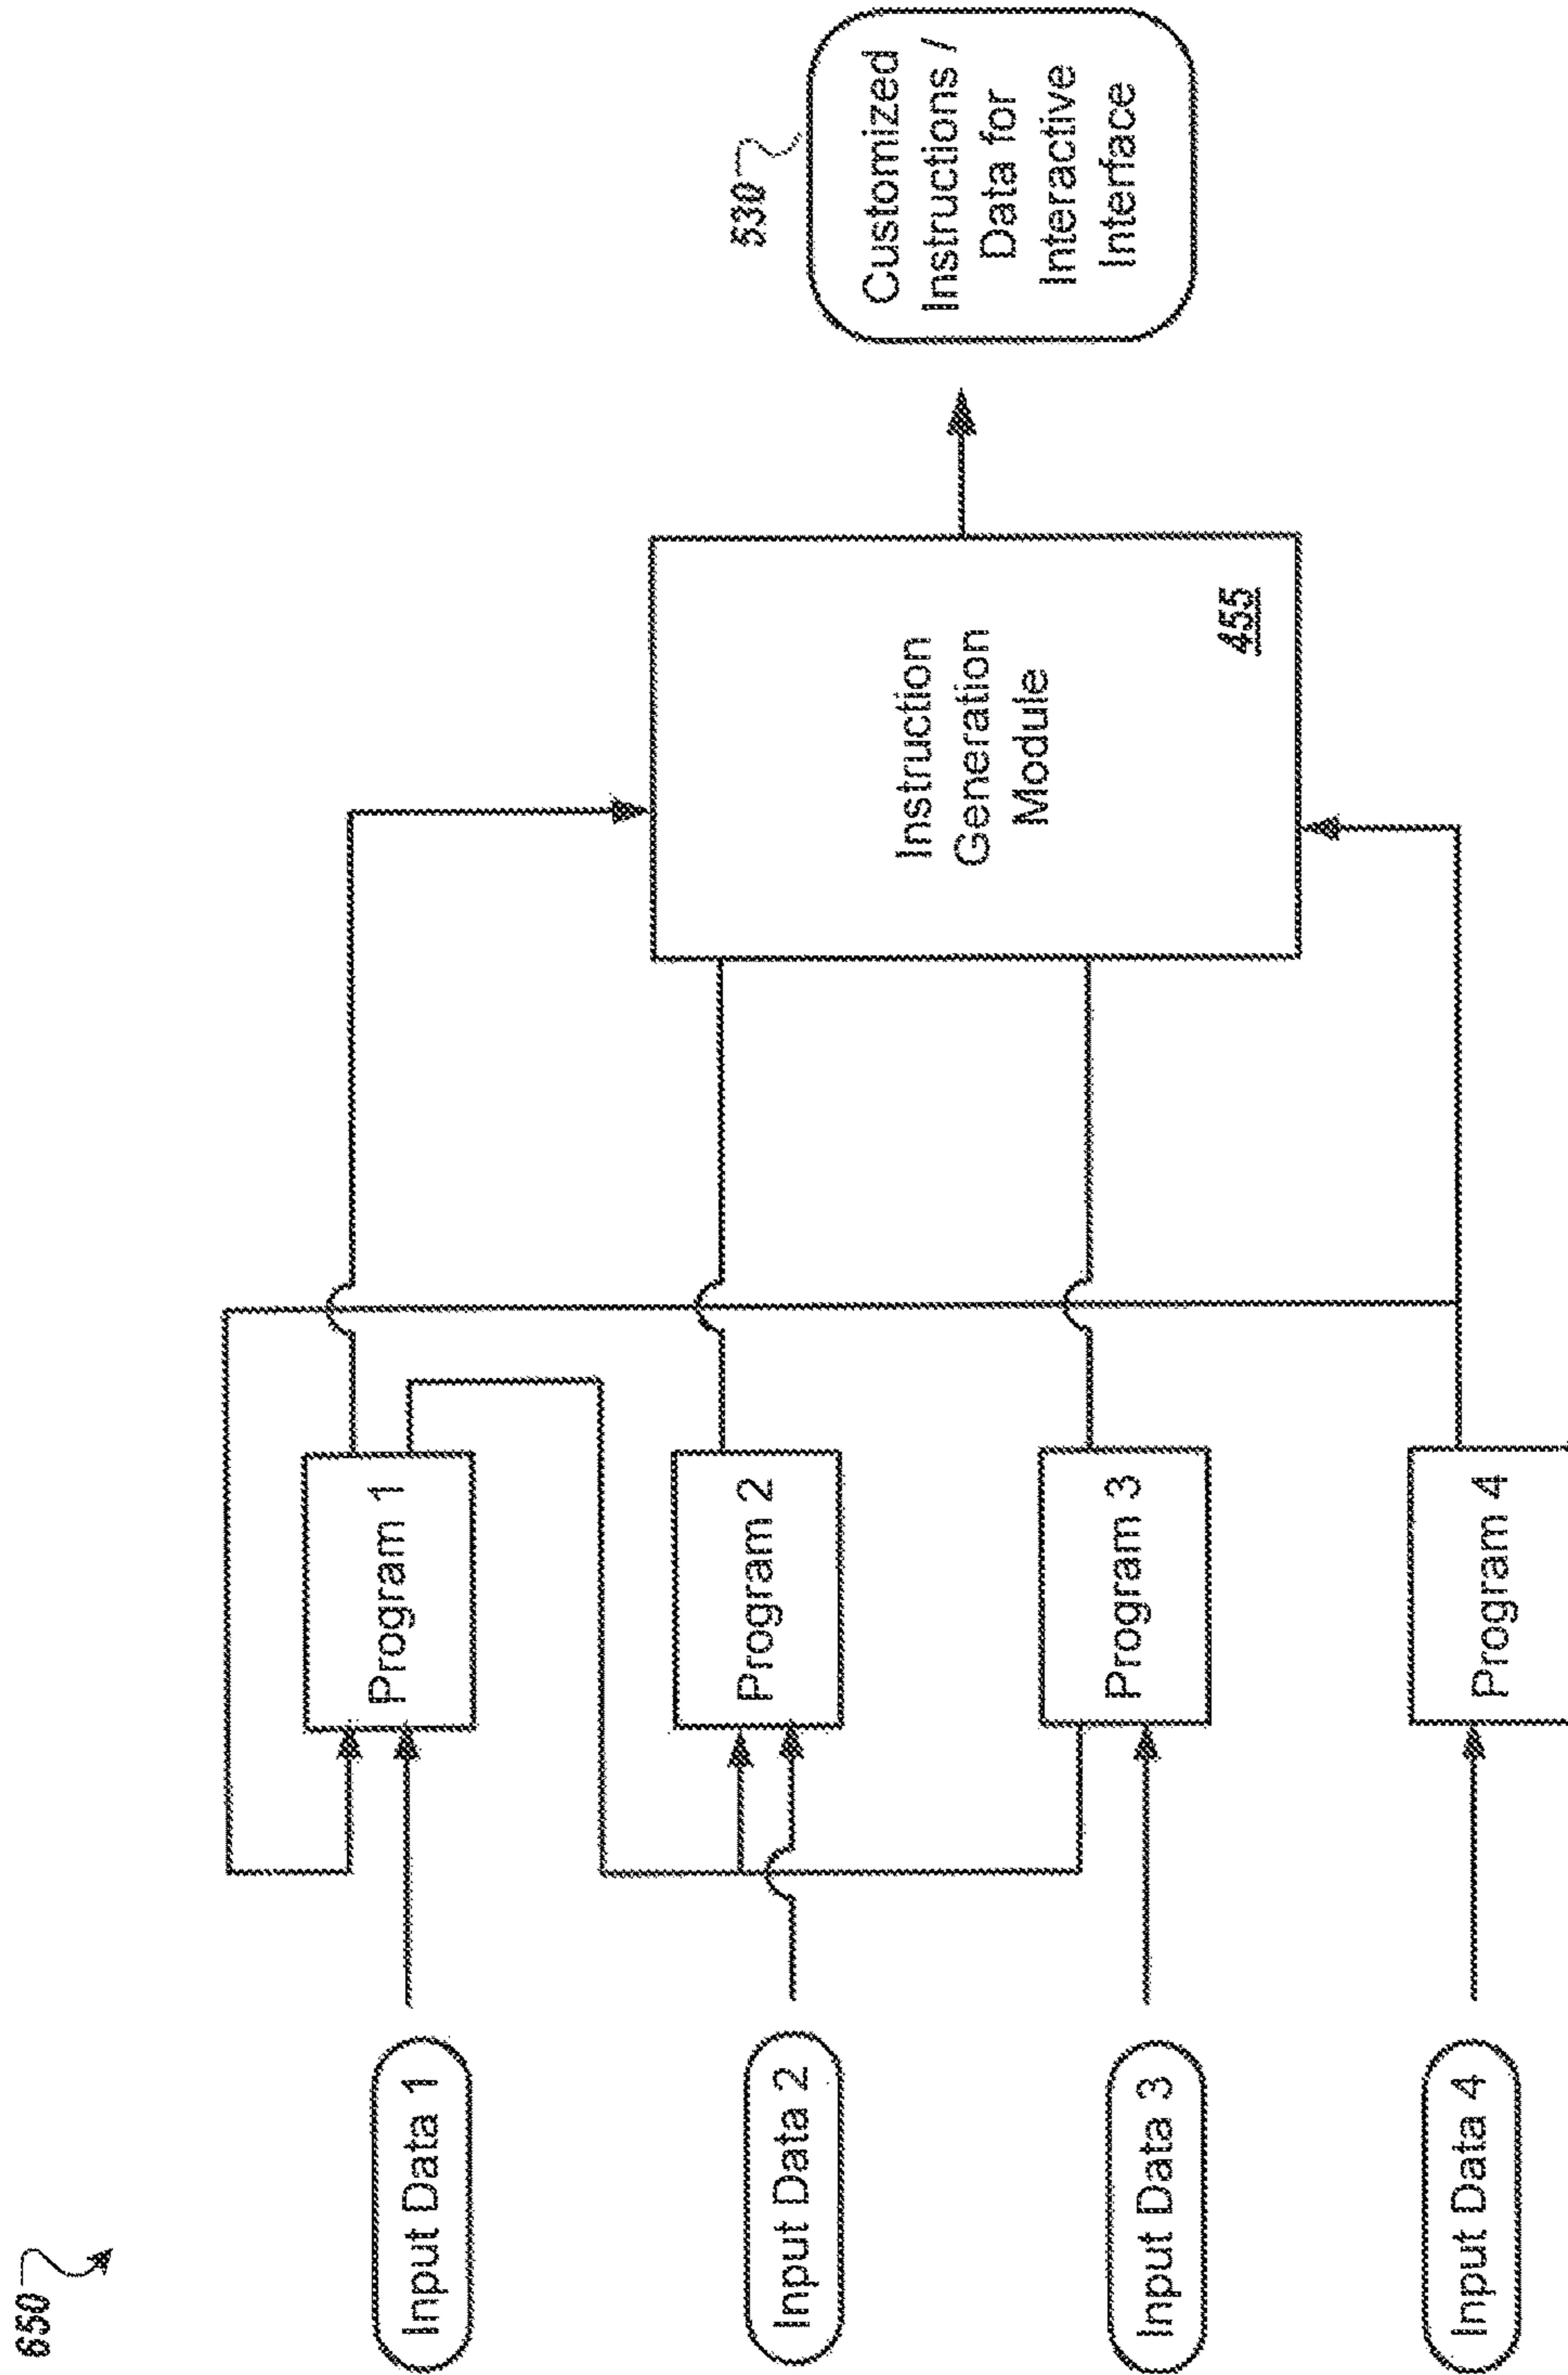 650
Input Data 1
Input Data 2
Input Data 3
Input Data 4
Program 1
Program 2
Program 3
Program 4
Instruction
Generation
Module
455
530
Customized
Instructions /
Data for
Interactive
Interface